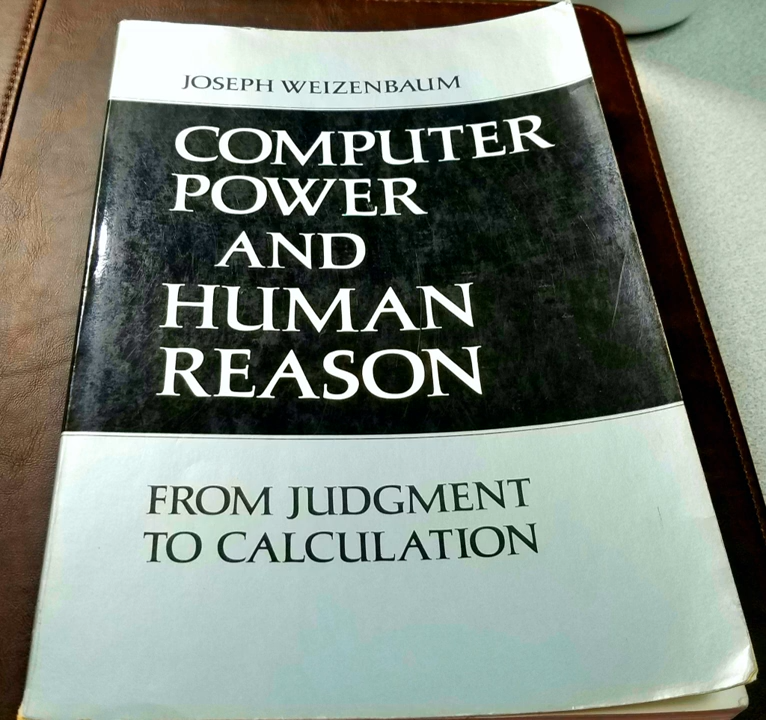 JOSEPH WEIZENBAUM
COMPUTER
POWER
AND
HUMAN
REASON
FROM JUDGMENT
TO CALCULATION